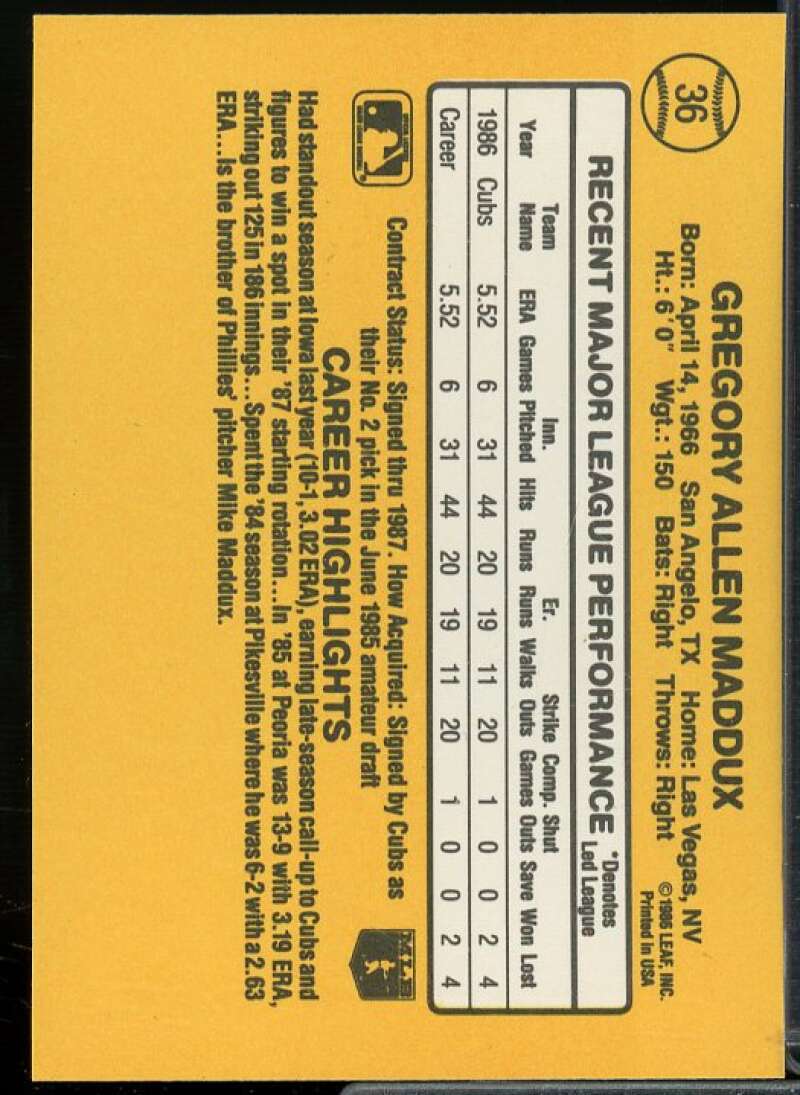 36
GREGORY ALLEN MADDUX
Born: April 14, 1966 San Angelo, TX Home: Las Vegas, NV
Ht.: 6'0" Wgt.: 150 Bats: Right Throws: Right
©1986 LEAF, INC.
Printed in USA
RECENT MAJOR LEAGUE PERFORMANCE *Denotes
Led League
Team Inn. Er. Strike Comp. Shut
Year Name ERA Games Pitched Hits Runs Runs Walks Outs Games Outs Save Won Lost
1986 Cubs 5.52 6 31 44 20 19 11 20 1 0 0 2 4
Career 5.52 6 31 44 20 19 11 20 1 0 0 2 4
Contract Status: Signed thru 1987. How Acquired: Signed by Cubs as
their No. 2 pick in the June 1985 amateur draft
MLB
CAREER HIGHLIGHTS
Had standout season at Iowa last year (10-1, 3.02 ERA), earning late-season call-up to Cubs and
figures to win a spot in their '87 starting rotation...In '85 at Peoria was 13-9 with 3.19 ERA,
striking out 125 in 186 innings...Spent the '84 season at Pikesville where he was 6-2 with a 2.63
ERA...Is the brother of Phillies' pitcher Mike Maddux.